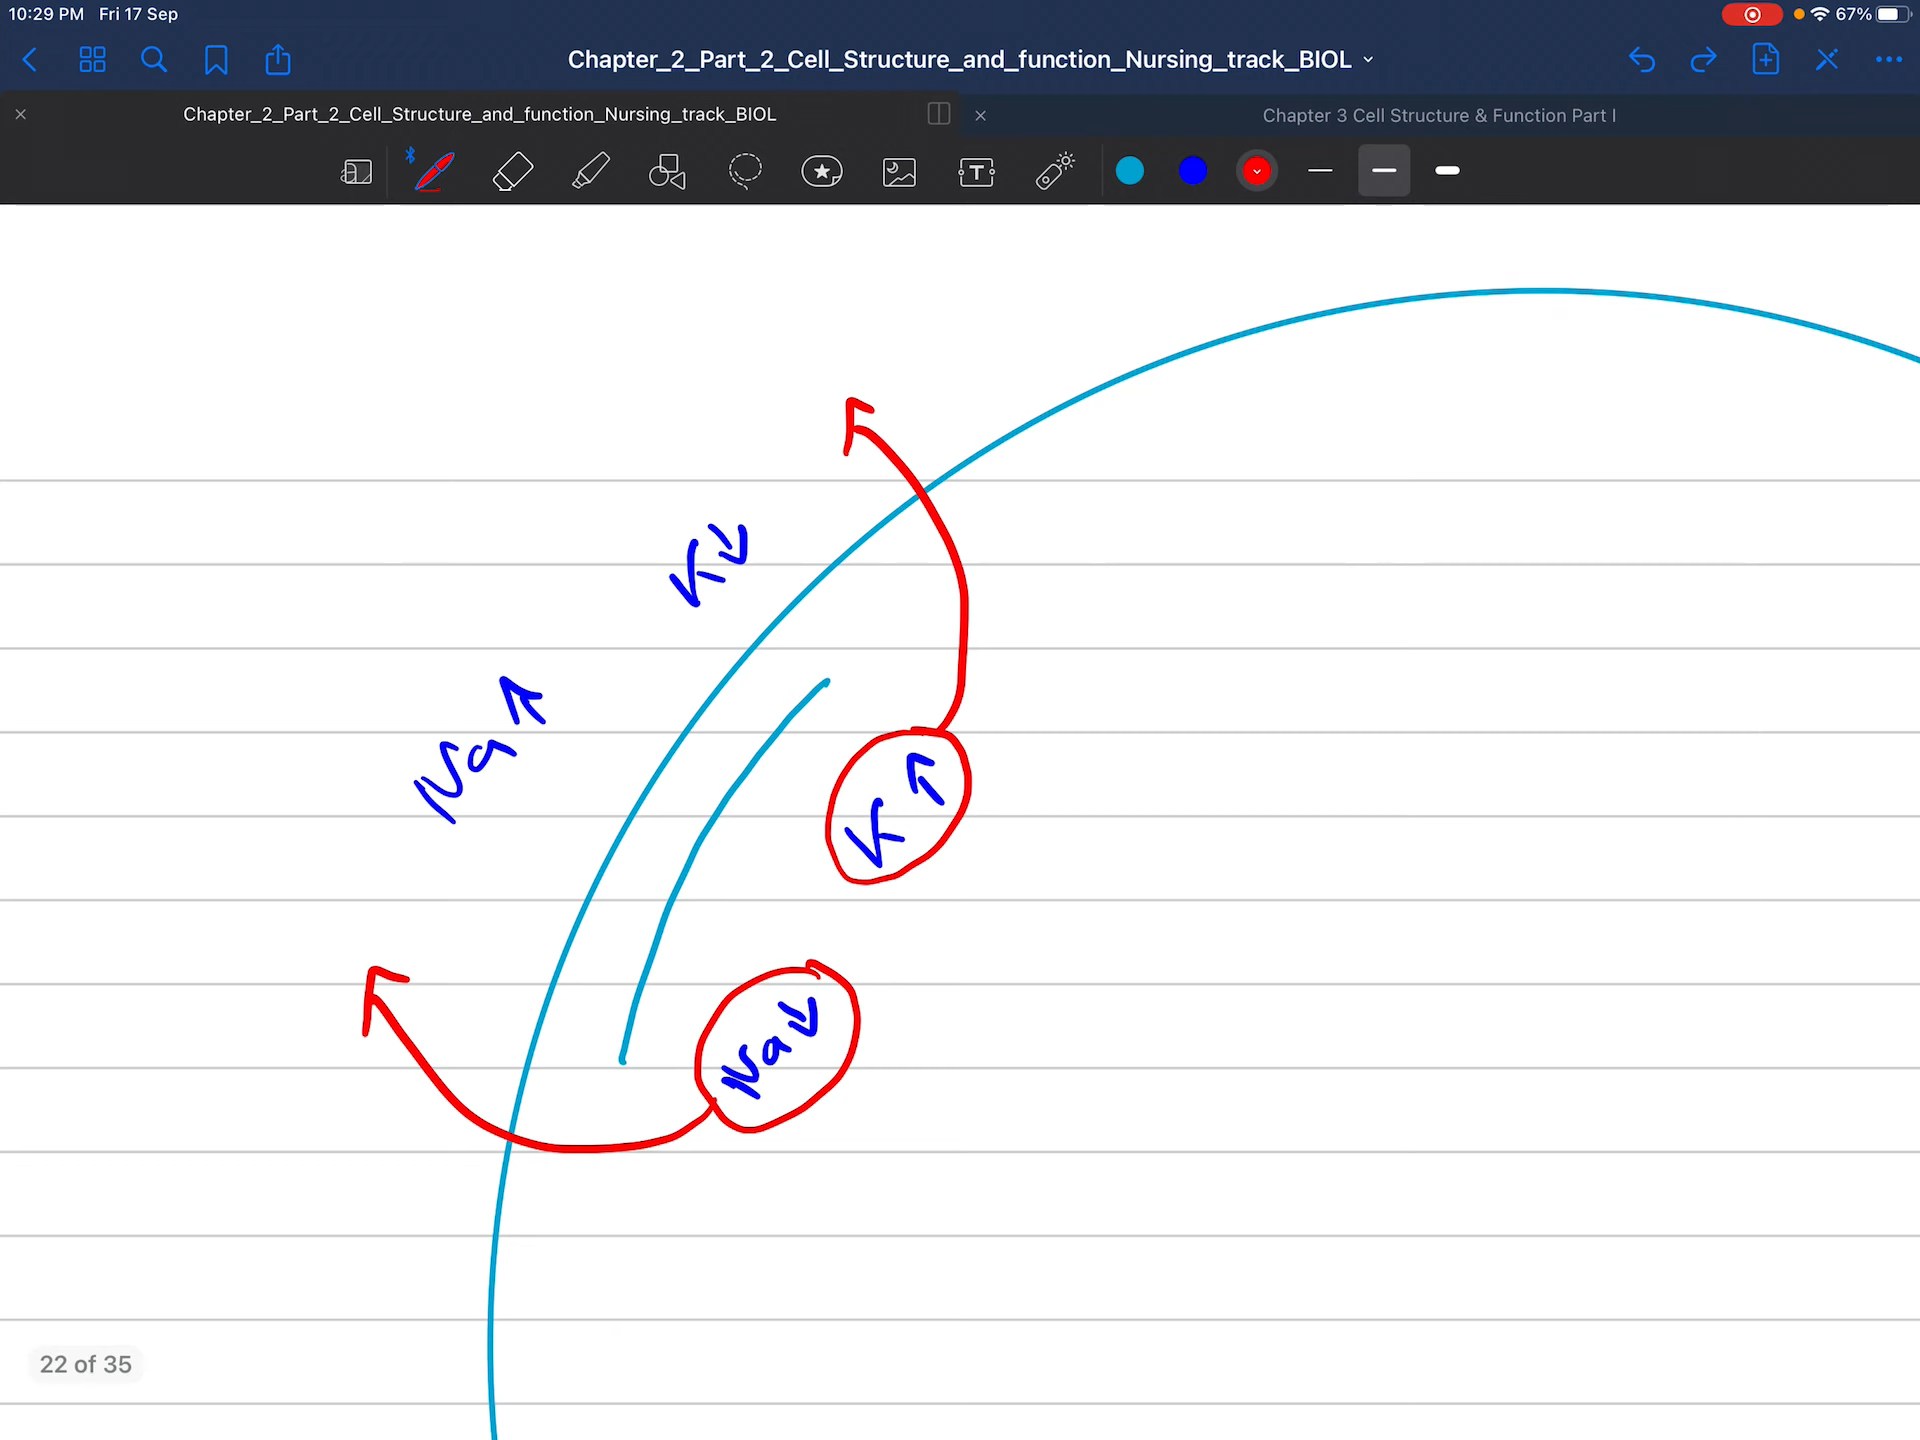 10:29 PM Fri 17 Sep
67%
Chapter_2_Part_2_Cell_Structure_and_function_Nursing_track_BIOL
Chapter_2_Part_2_Cell_Structure_and_function_Nursing_track_BIOL
Chapter 3 Cell Structure & Function Part I
K↓
Na↑
K↑
Na↓
22 of 35